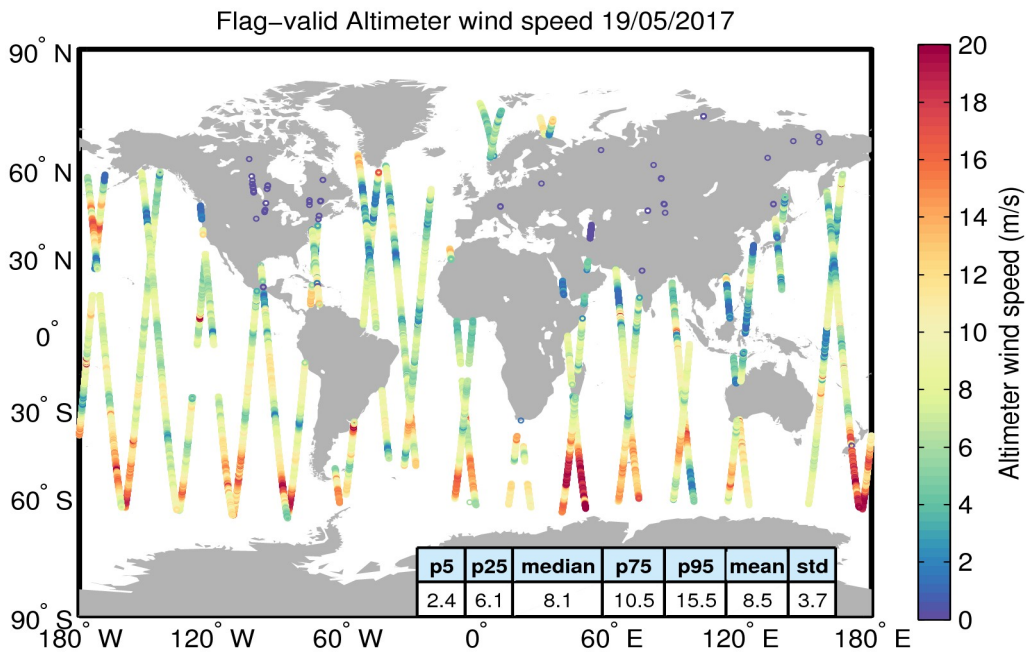 Flag−valid Altimeter wind speed 19/05/2017
90° N
60° N
30° N
0°
30° S
60° S
90° S
180° W
120° W
60° W
0°
60° E
120° E
180° E
20
18
16
14
12
10
8
6
4
2
0
Altimeter wind speed (m/s)
p5 p25 median p75 p95 mean std
2.4 6.1 8.1 10.5 15.5 8.5 3.7